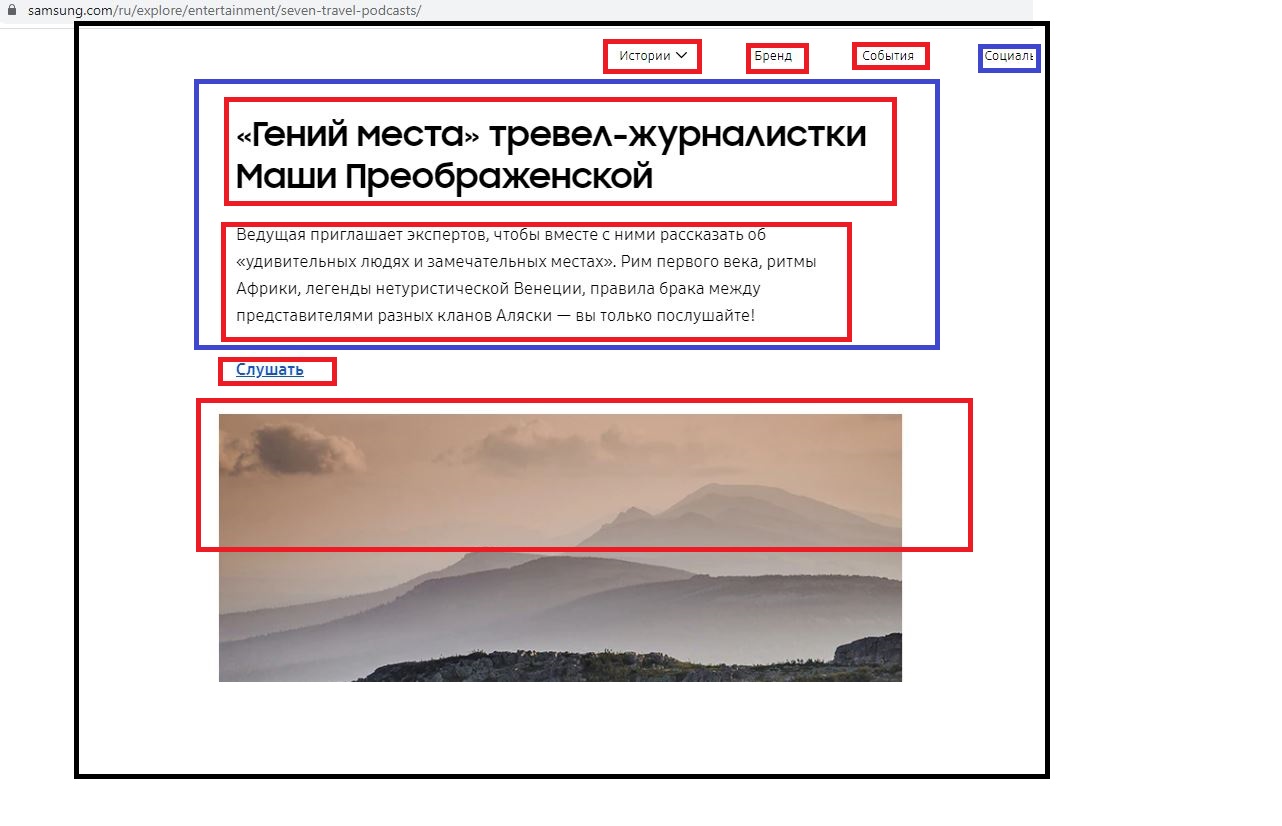 samsung.com/ru/explore/entertainment/seven-travel-podcasts/
Истории Бренд События Социаль
«Гений места» тревел-журналистки
Маши Преображенской
Ведущая приглашает экспертов, чтобы вместе с ними рассказать об
«удивительных людях и замечательных местах». Рим первого века, ритмы
Африки, легенды нетуристической Венеции, правила брака между
представителями разных кланов Аляски — вы только послушайте!
Слушать